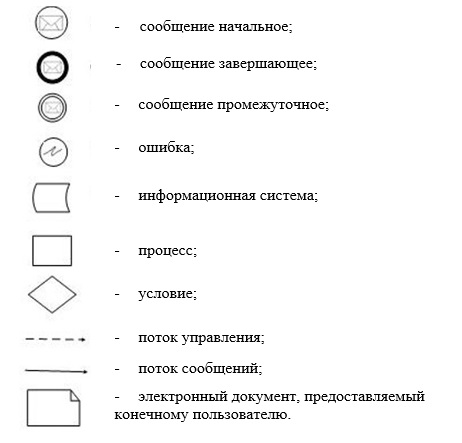 - сообщение начальное;
- сообщение завершающее;
- сообщение промежуточное;
- ошибка;
- информационная система;
- процесс;
- условие;
- поток управления;
- поток сообщений;
- электронный документ, предоставляемый
конечному пользователю.